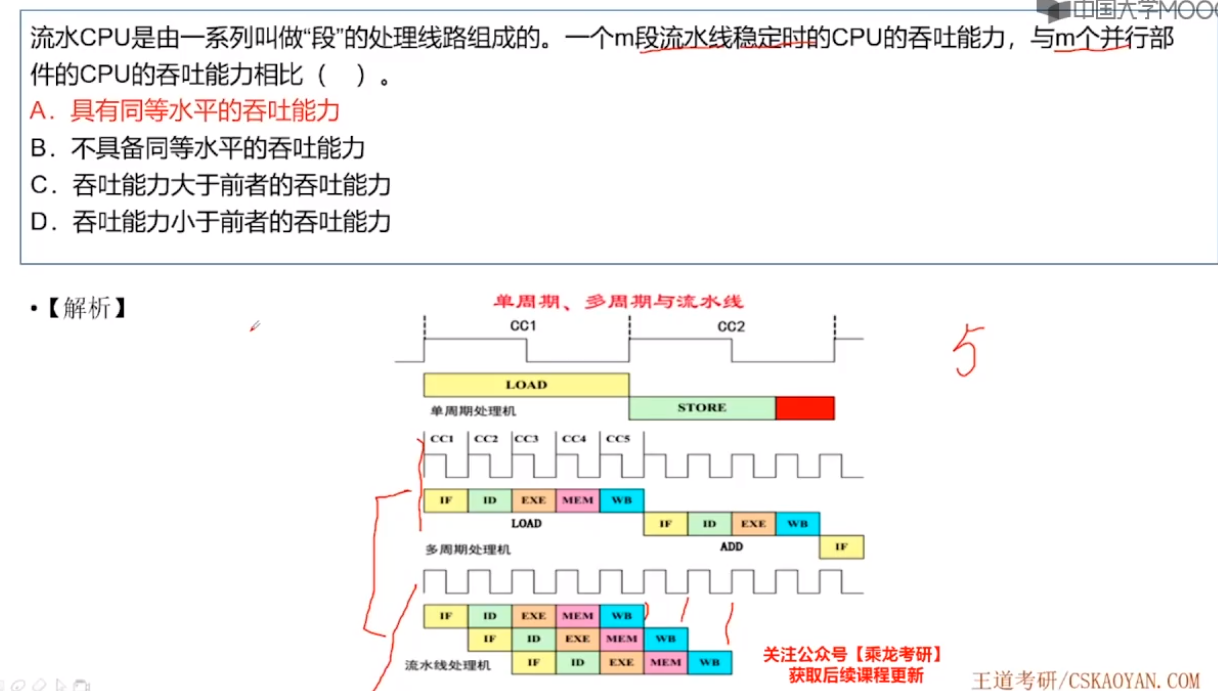 中国大学MOOC
流水CPU是由一系列叫做“段”的处理线路组成的。一个m段流水线稳定时的CPU的吞吐能力，与m个并行部
件的CPU的吞吐能力相比（ ）。
A．具有同等水平的吞吐能力
B．不具备同等水平的吞吐能力
C．吞吐能力大于前者的吞吐能力
D．吞吐能力小于前者的吞吐能力
•【解析】
单周期、多周期与流水线
CC1 CC2
5
LOAD
单周期处理机 STORE
CC1 CC2 CC3 CC4 CC5
IF ID EXE MEM WB
LOAD IF ID EXE WB
多周期处理机 ADD IF
IF ID EXE MEM WB
IF ID EXE MEM WB
流水线处理机 IF ID EXE MEM WB
关注公众号【乘龙考研】
获取后续课程更新
王道考研/CSKAOYAN.COM